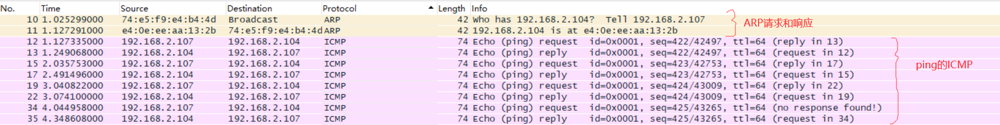 No. Time Source Destination Protocol Length Info
10 1.025299000 74:e5:f9:e4:b4:4d Broadcast ARP 42 Who has 192.168.2.104? Tell 192.168.2.107
ARP请求和响应
11 1.127291000 e4:0e:ee:aa:13:2b 74:e5:f9:e4:b4:4d ARP 42 192.168.2.104 is at e4:0e:ee:aa:13:2b
12 1.127335000 192.168.2.107 192.168.2.104 ICMP 74 Echo (ping) request id=0x0001, seq=422/42497, ttl=64 (reply in 13)
13 1.249068000 192.168.2.104 192.168.2.107 ICMP 74 Echo (ping) reply id=0x0001, seq=422/42497, ttl=64 (request in 12)
15 2.035753000 192.168.2.107 192.168.2.104 ICMP 74 Echo (ping) request id=0x0001, seq=423/42753, ttl=64 (reply in 17)
ping的ICMP
17 2.491496000 192.168.2.104 192.168.2.107 ICMP 74 Echo (ping) reply id=0x0001, seq=423/42753, ttl=64 (request in 15)
19 3.040822000 192.168.2.107 192.168.2.104 ICMP 74 Echo (ping) request id=0x0001, seq=424/43009, ttl=64 (reply in 22)
22 3.074100000 192.168.2.104 192.168.2.107 ICMP 74 Echo (ping) reply id=0x0001, seq=424/43009, ttl=64 (request in 19)
34 4.044958000 192.168.2.107 192.168.2.104 ICMP 74 Echo (ping) request id=0x0001, seq=425/43265, ttl=64 (no response found!)
35 4.348608000 192.168.2.104 192.168.2.107 ICMP 74 Echo (ping) reply id=0x0001, seq=425/43265, ttl=64 (request in 34)